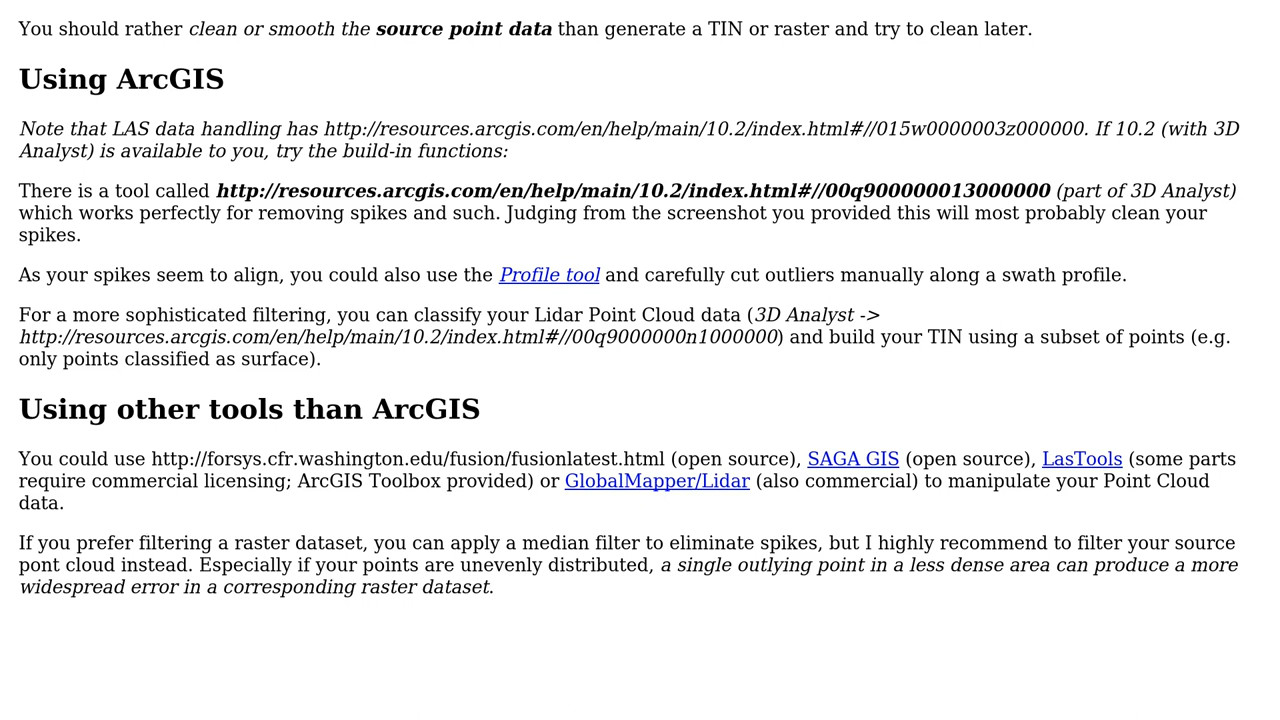 You should rather clean or smooth the source point data than generate a TIN or raster and try to clean later.
Using ArcGIS
Note that LAS data handling has http://resources.arcgis.com/en/help/main/10.2/index.html#//015w0000003z000000. If 10.2 (with 3D
Analyst) is available to you, try the build-in functions:
There is a tool called http://resources.arcgis.com/en/help/main/10.2/index.html#//00q900000013000000 (part of 3D Analyst)
which works perfectly for removing spikes and such. Judging from the screenshot you provided this will most probably clean your
spikes.
As your spikes seem to align, you could also use the Profile tool and carefully cut outliers manually along a swath profile.
For a more sophisticated filtering, you can classify your Lidar Point Cloud data (3D Analyst ->
http://resources.arcgis.com/en/help/main/10.2/index.html#//00q9000000n1000000) and build your TIN using a subset of points (e.g.
only points classified as surface).
Using other tools than ArcGIS
You could use http://forsys.cfr.washington.edu/fusion/fusionlatest.html (open source), SAGA GIS (open source), LasTools (some parts
require commercial licensing; ArcGIS Toolbox provided) or GlobalMapper/Lidar (also commercial) to manipulate your Point Cloud
data.
If you prefer filtering a raster dataset, you can apply a median filter to eliminate spikes, but I highly recommend to filter your source
pont cloud instead. Especially if your points are unevenly distributed, a single outlying point in a less dense area can produce a more
widespread error in a corresponding raster dataset.